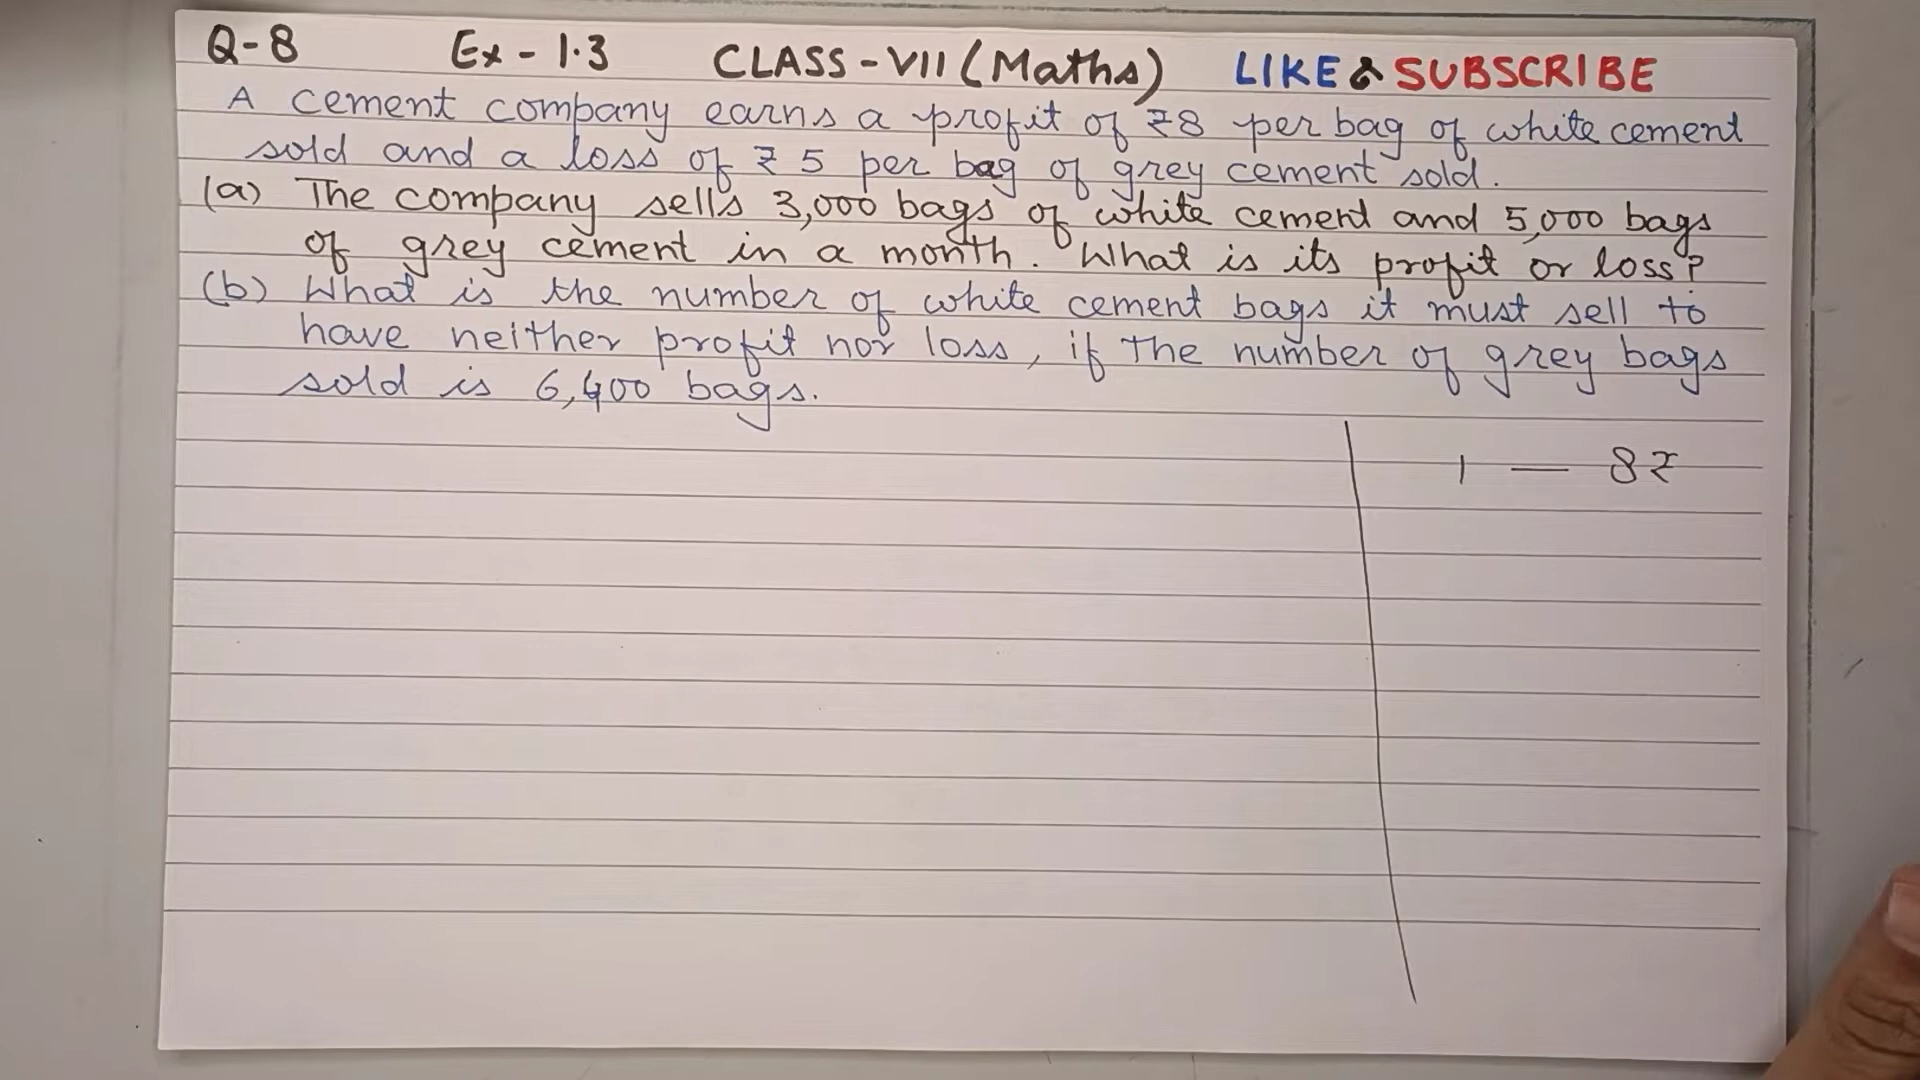 Q-8 Ex-1.3 CLASS-VII (Maths) LIKE & SUBSCRIBE
A cement company earns a profit of ₹8 per bag of white cement
sold and a loss of ₹5 per bag of grey cement sold.
(a) The company sells 3,000 bags of white cement and 5,000 bags
of grey cement in a month. What is its profit or loss?
(b) What is the number of white cement bags it must sell to
have neither profit nor loss, if the number of grey bags
sold is 6,400 bags.
1 — 8₹